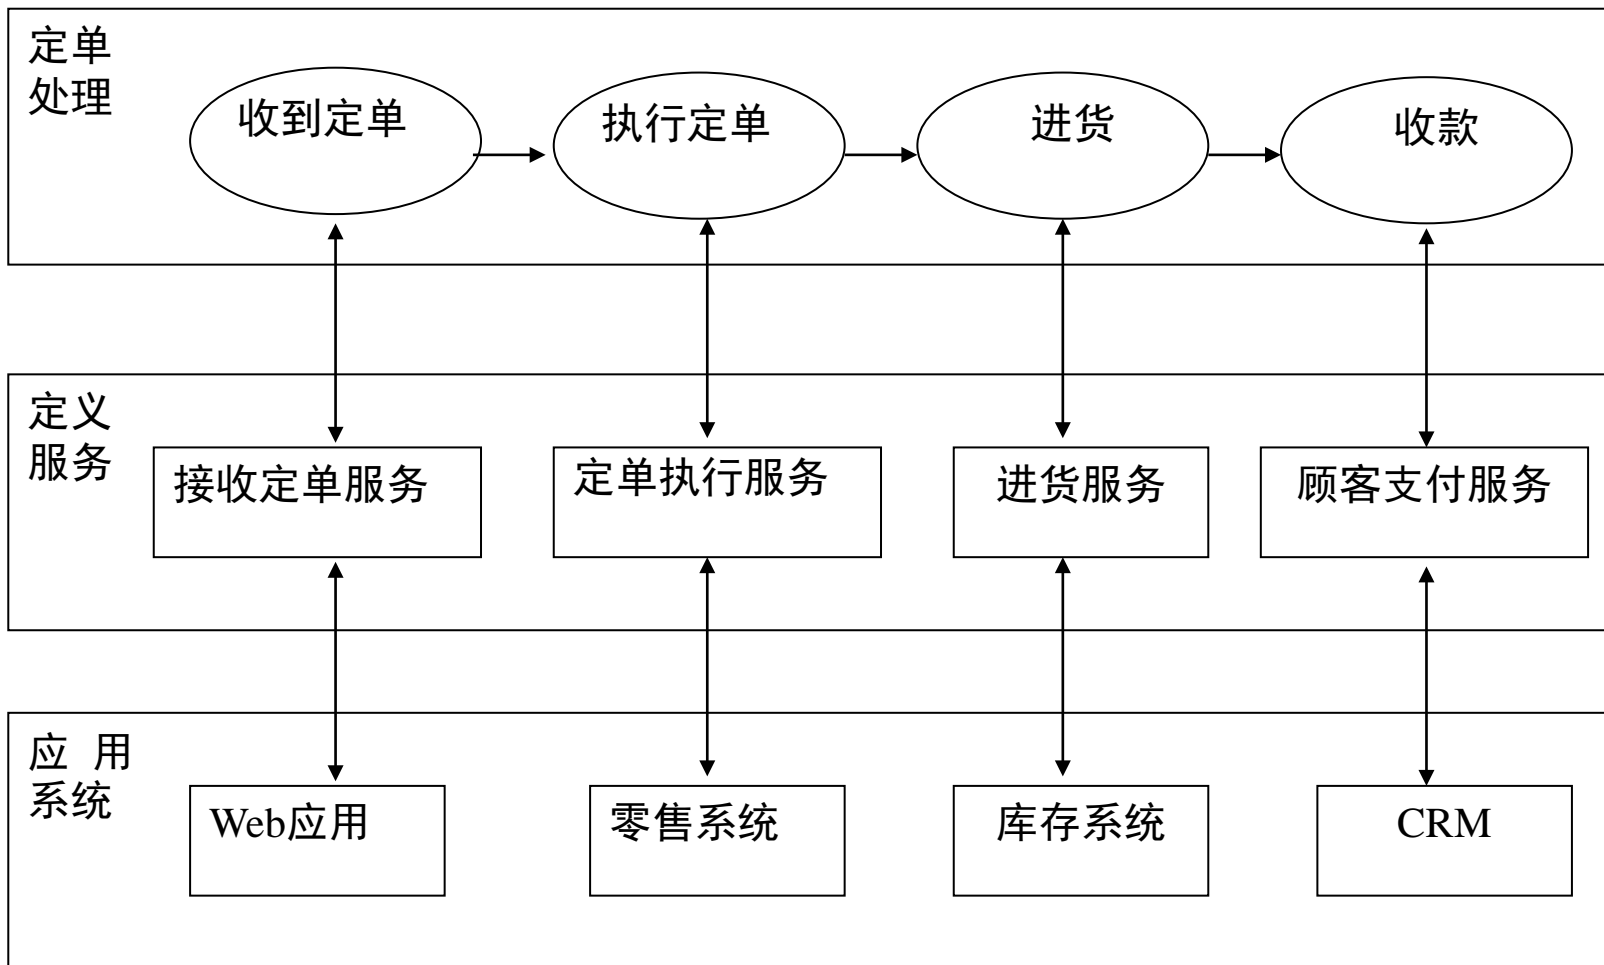 定单
处理
收到定单
执行定单
进货
收款
定义
服务
接收定单服务
定单执行服务
进货服务
顾客支付服务
应 用
系统
Web应用
零售系统
库存系统
CRM